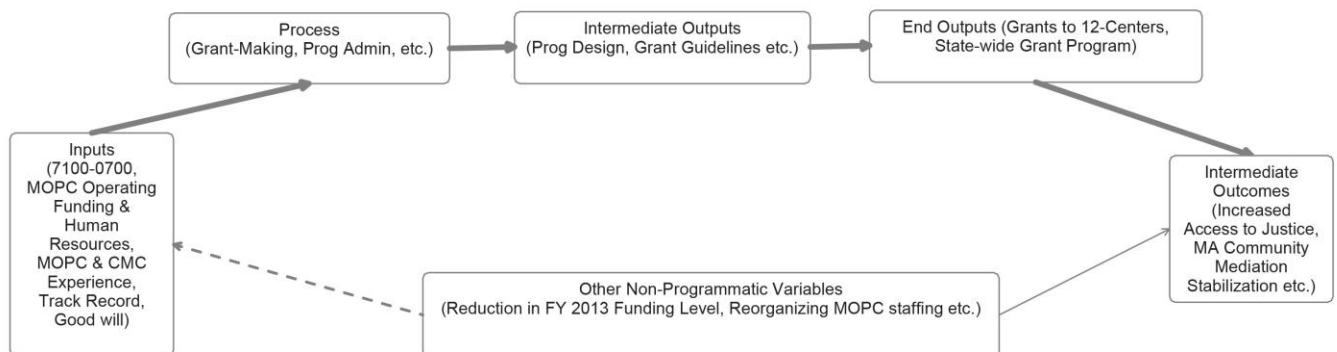 Process
(Grant-Making, Prog Admin, etc.)
Intermediate Outputs
(Prog Design, Grant Guidelines etc.)
End Outputs (Grants to 12-Centers,
State-wide Grant Program)
Inputs
(7100-0700,
MOPC Operating
Funding &
Human
Resources,
MOPC & CMC
Experience,
Track Record,
Good will)
Other Non-Programmatic Variables
(Reduction in FY 2013 Funding Level, Reorganizing MOPC staffing etc.)
Intermediate
Outcomes
(Increased
Access to Justice,
MA Community
Mediation
Stabilization etc.)